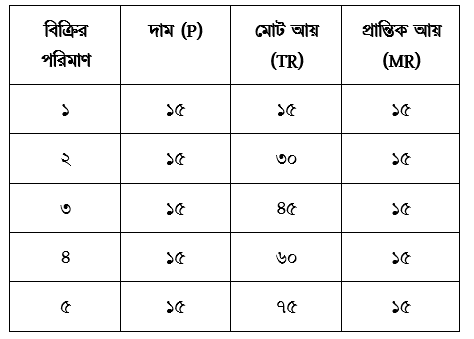 বিক্রির পরিমাণ দাম (P) মোট আয় (TR) প্রান্তিক আয় (MR)
১ ১৫ ১৫ ১৫
২ ১৫ ৩০ ১৫
৩ ১৫ ৪৫ ১৫
৪ ১৫ ৬০ ১৫
৫ ১৫ ৭৫ ১৫